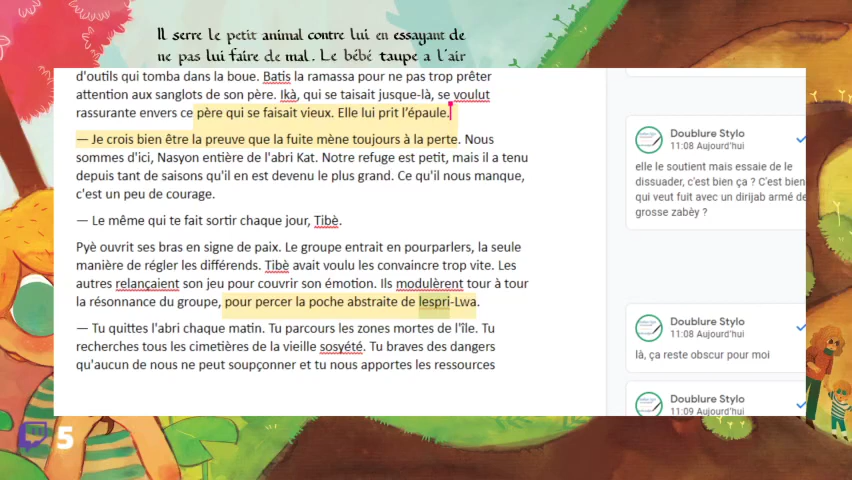 Il serre le petit animal contre lui en essayant de
ne pas lui faire de mal. Le bébé taupe a l'air
d'outils qui tomba dans la boue. Batis la ramassa pour ne pas trop prêter
attention aux sanglots de son père. Ikà, qui se taisait jusque-là, se voulut
rassurante envers ce père qui se faisait vieux. Elle lui prit l'épaule.
— Je crois bien être la preuve que la fuite mène toujours à la perte. Nous
sommes d'ici, Nasyon entière de l'abri Kat. Notre refuge est petit, mais il a tenu
depuis tant de saisons qu'il en est devenu le plus grand. Ce qu'il nous manque,
c'est un peu de courage.
— Le même qui te fait sortir chaque jour, Tibè.
Pyè ouvrit ses bras en signe de paix. Le groupe entrait en pourparlers, la seule
manière de régler les différends. Tibè avait voulu les convaincre trop vite. Les
autres relançaient son jeu pour couvrir son émotion. Ils modulèrent tour à tour
la résonnance du groupe, pour percer la poche abstraite de lespri-Lwa.
— Tu quittes l'abri chaque matin. Tu parcours les zones mortes de l'île. Tu
recherches tous les cimetières de la vieille sosyété. Tu braves des dangers
qu'aucun de nous ne peut soupçonner et tu nous apportes les ressources
Doublure Stylo
11:08 Aujourd'hui
elle le soutient mais essaie de le
dissuader, c'est bien ça ? C'est bien
qui veut fuit avec un dirijab armé de
grosse zabèy ?
Doublure Stylo
11:08 Aujourd'hui
là, ça reste obscur pour moi
Doublure Stylo
11:09 Aujourd'hui
5